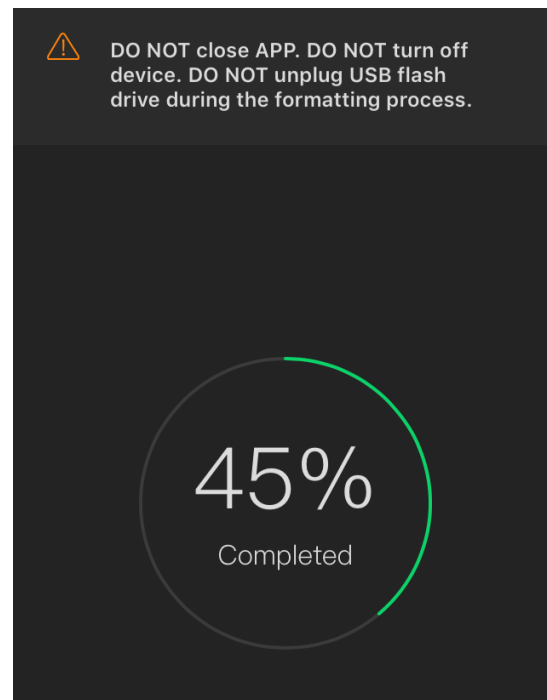 DO NOT close APP. DO NOT turn off
device. DO NOT unplug USB flash
drive during the formatting process.
45%
Completed